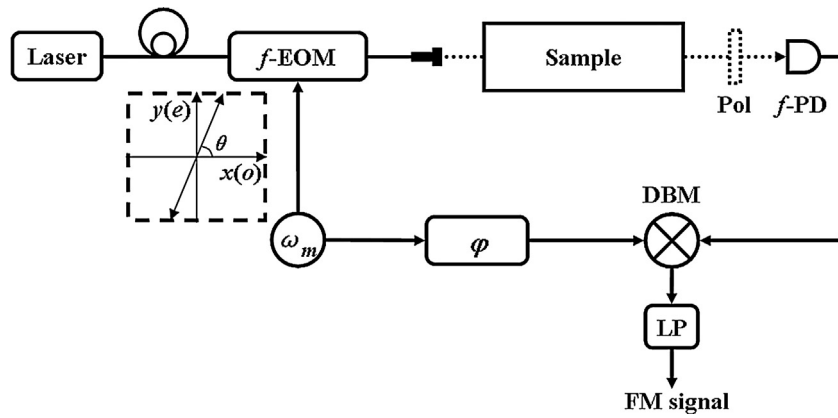 Laser
f-EOM
Sample
Pol
f-PD
y(e)
θ
x(o)
ω_m
φ
DBM
LP
FM signal